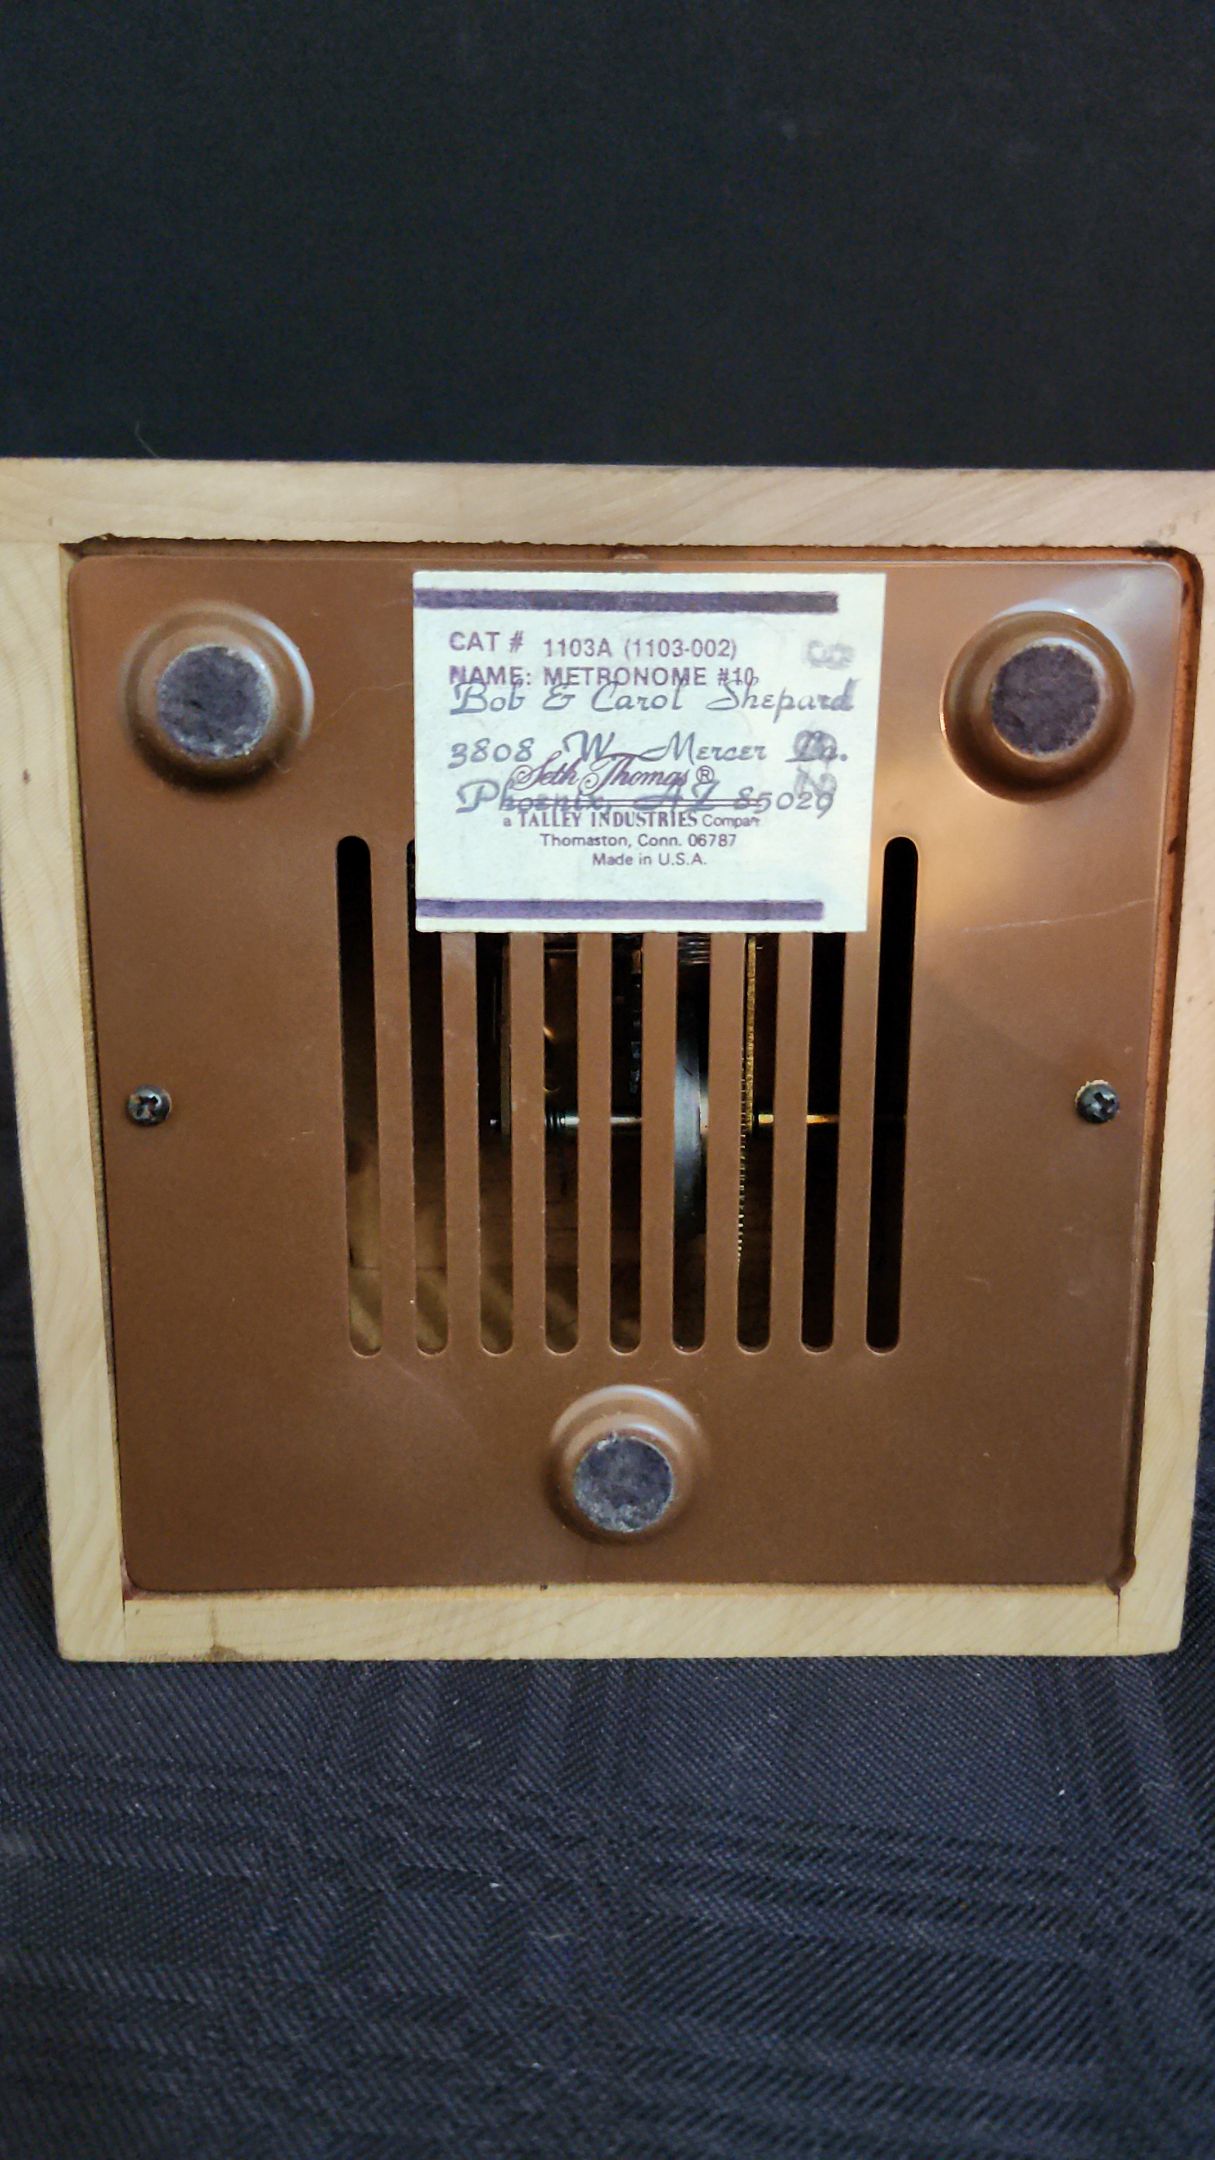 CAT # 1103A (1103-002)
NAME: METRONOME #10
Bob & Carol Shepard
3808 W. Mercer Ln.
Seth Thomas®
Phoenix, AZ 85029
a TALLEY INDUSTRIES Company
Thomaston, Conn. 06787
Made in U.S.A.